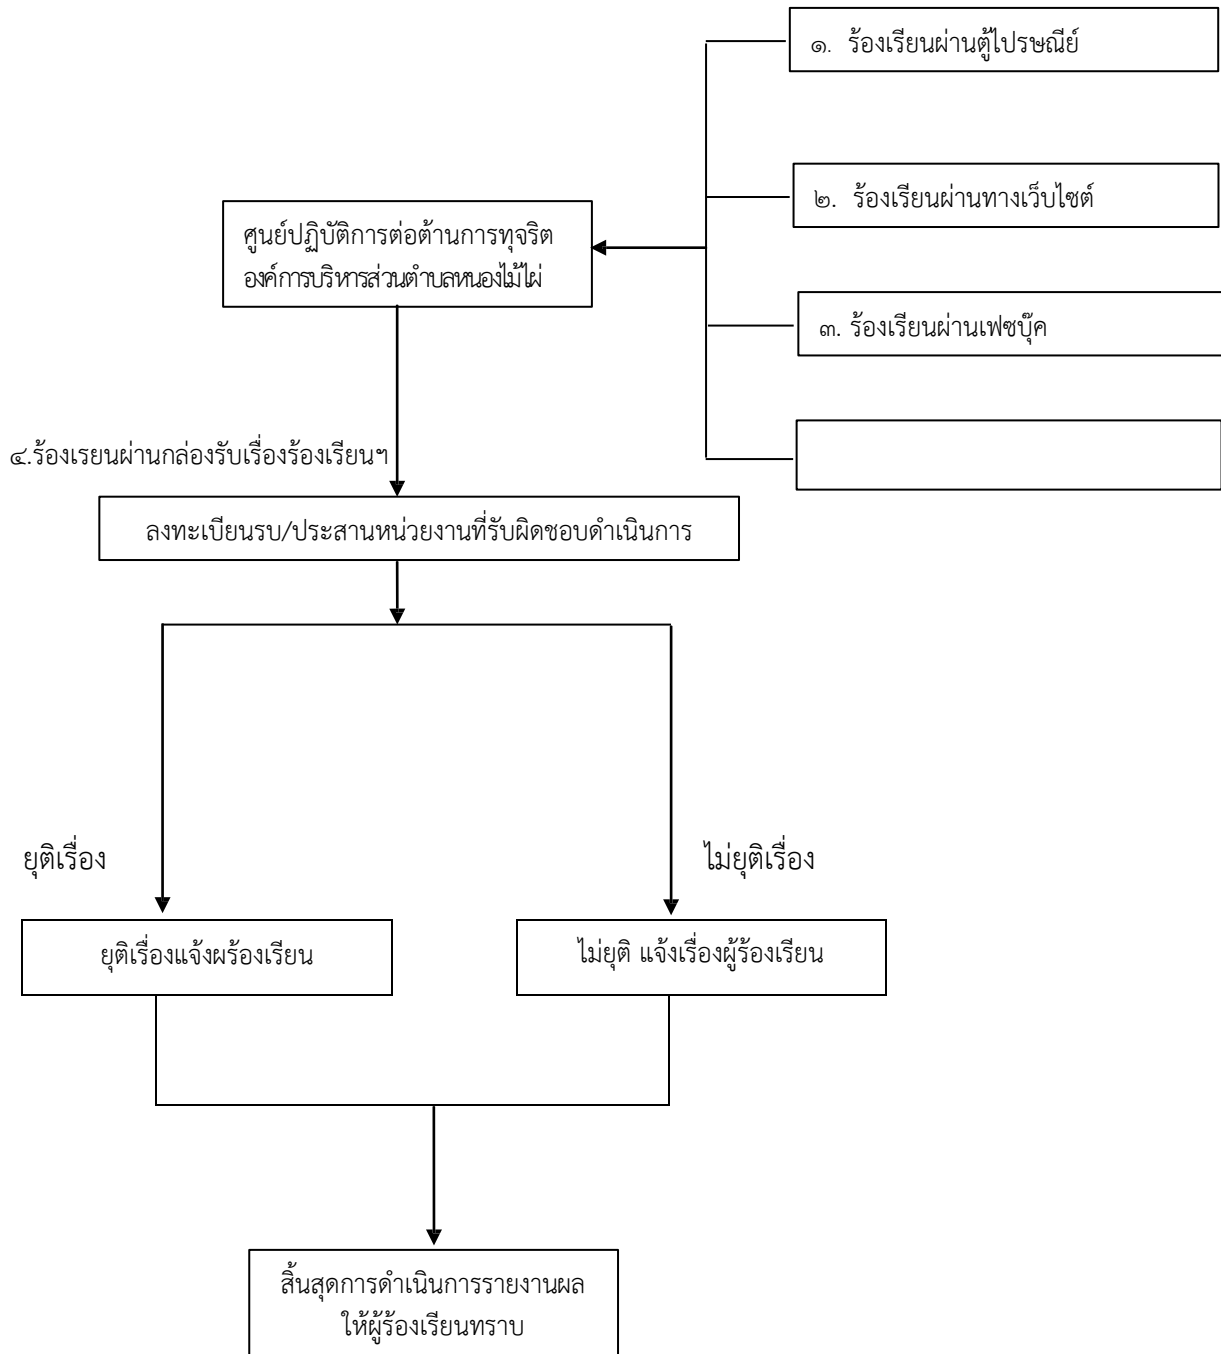 ๑. ร้องเรียนผ่านตู้ไปรษณีย์
๒. ร้องเรียนผ่านทางเว็บไซต์
ศูนย์ปฏิบัติการต่อต้านการทุจริต
องค์การบริหารส่วนตำบลหนองไม้ไผ่
๓. ร้องเรียนผ่านเฟซบุ๊ค
๔.ร้องเรยนผ่านกล่องรับเรื่องร้องเรียนฯ
ลงทะเบียนรบ/ประสานหน่วยงานที่รับผิดชอบดำเนินการ
ยุติเรื่อง
ไม่ยุติเรื่อง
ยุติเรื่องแจ้งผร้องเรียน
ไม่ยุติ แจ้งเรื่องผู้ร้องเรียน
สิ้นสุดการดำเนินการรายงานผล
ให้ผู้ร้องเรียนทราบ